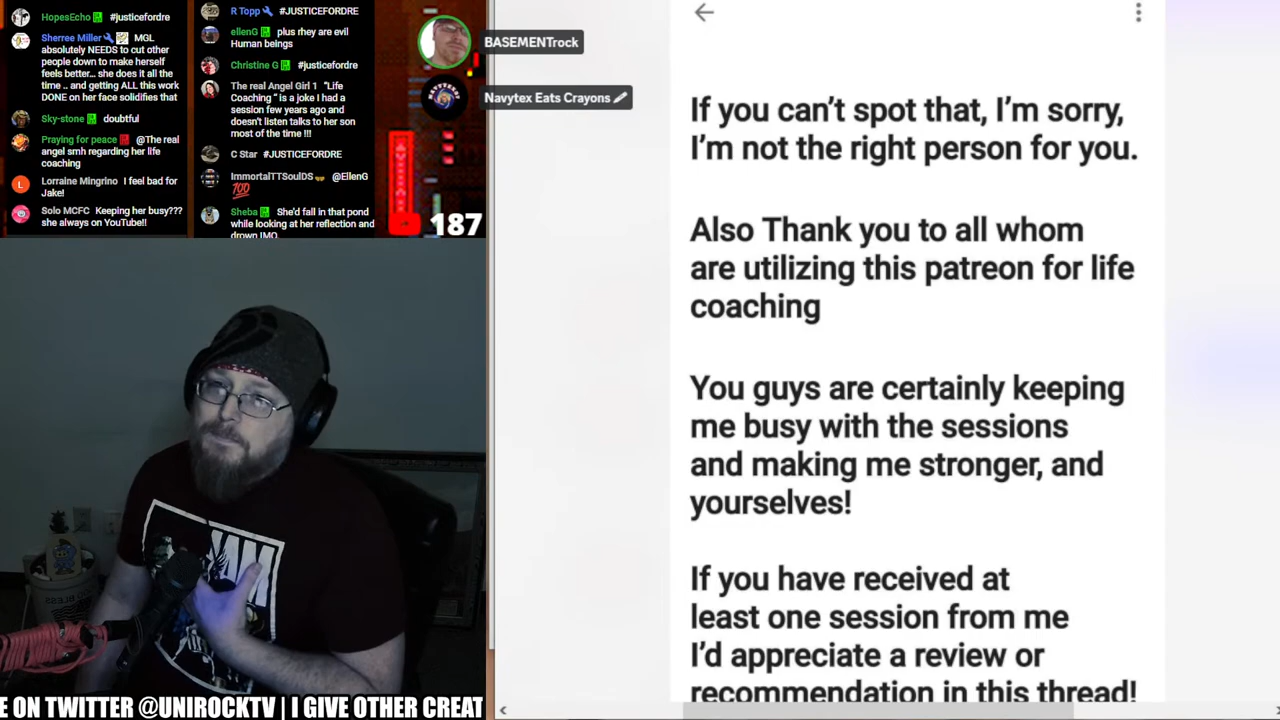 HopesEcho #justicefordre
Sherree Miller MGL
absolutely NEEDS to cut other
people down to make herself
feels better... she does it all the
time .. and getting ALL this work
DONE on her face solidifies that
Sky-stone doubtful
Praying for peace @The real
angel smh regarding her life
coaching
L Lorraine Mingrino I feel bad for
Jake!
Solo MCFC Keeping her busy???
she always on YouTube!!
R Topp #JUSTICEFORDRE
ellenG plus rhey are evil
Human beings
Christine G #justicefordre
The real Angel Girl 1 "Life
Coaching " is a joke I had a
session few years ago and
doesn't listen talks to her son
most of the time !!!
C Star #JUSTICEFORDRE
ImmortalTTSoulDS @EllenG
💯
Sheba She'd fall in that pond
while looking at her reflection and
drown IMO
187
BASEMENTrock
Navytex Eats Crayons
If you can't spot that, I'm sorry,
I'm not the right person for you.
Also Thank you to all whom
are utilizing this patreon for life
coaching
You guys are certainly keeping
me busy with the sessions
and making me stronger, and
yourselves!
If you have received at
least one session from me
I'd appreciate a review or
recommendation in this thread!
E ON TWITTER @UNIROCKTV | I GIVE OTHER CREAT